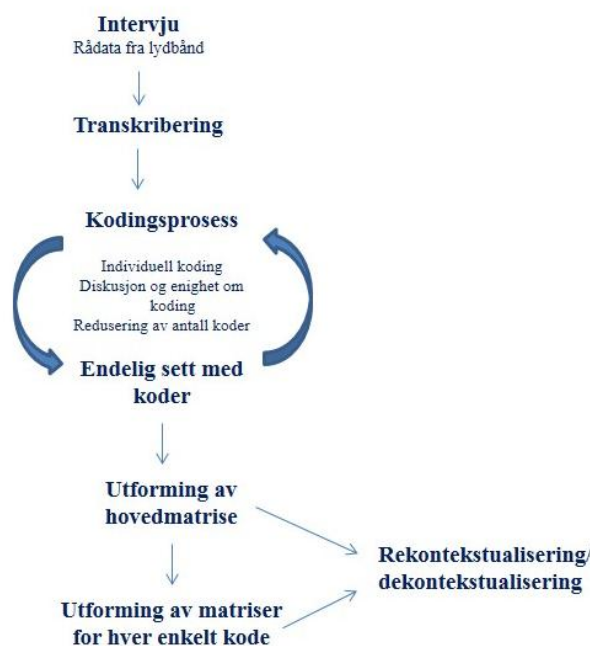 Intervju
Rådata fra lydbånd
Transkribering
Kodingsprosess
Individuell koding
Diskusjon og enighet om
koding
Redusering av antall koder
Endelig sett med
koder
Utforming av
hovedmatrise
Rekontekstualisering/
dekontekstualisering
Utforming av matriser
for hver enkelt kode